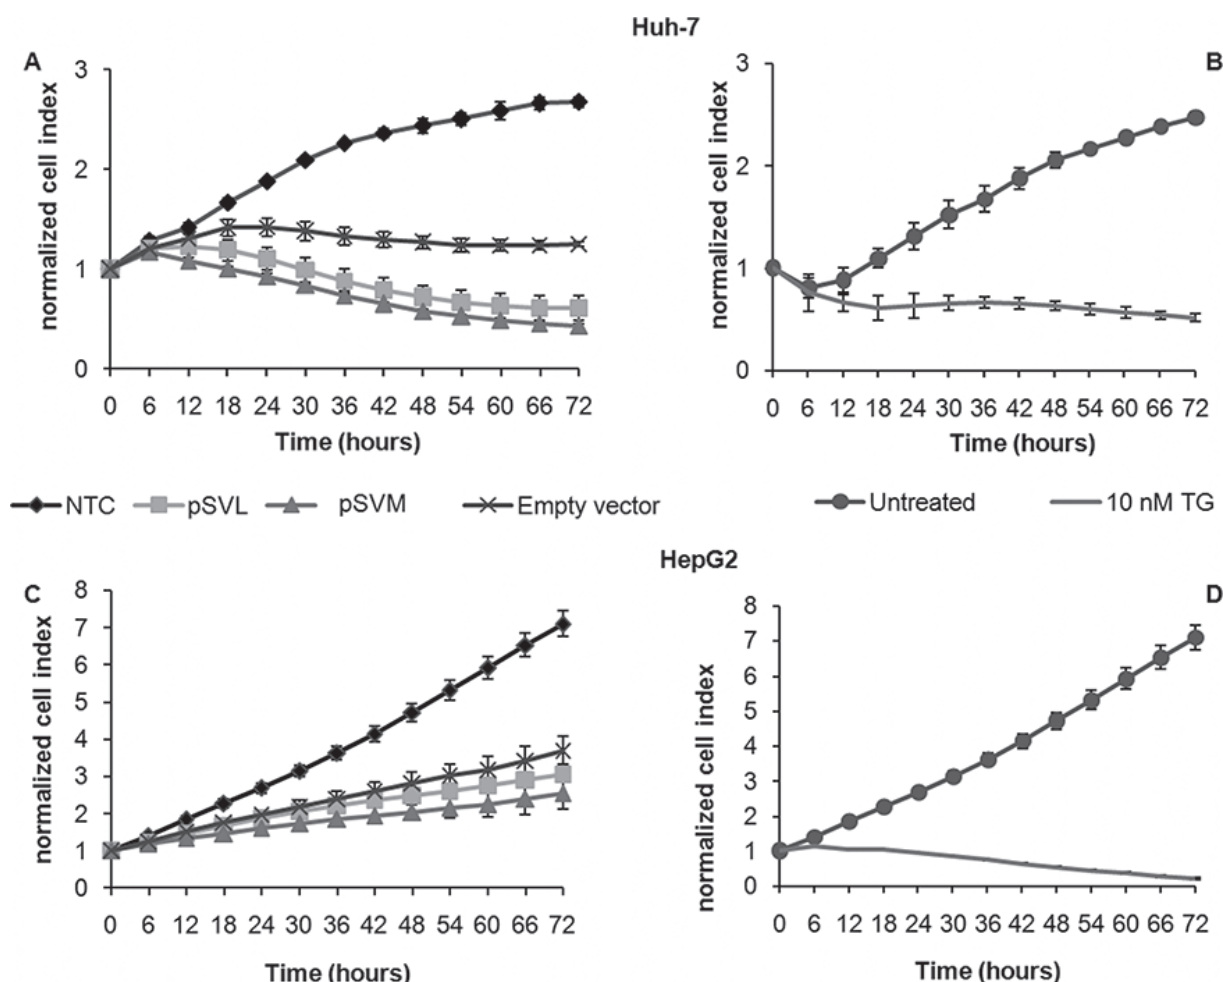 Huh-7
A
normalized cell index
3
2
1
0
0 6 12 18 24 30 36 42 48 54 60 66 72
Time (hours)
B
normalized cell index
3
2
1
0
0 6 12 18 24 30 36 42 48 54 60 66 72
Time (hours)
NTC pSVL pSVM Empty vector
Untreated 10 nM TG
HepG2
C
normalized cell index
8
7
6
5
4
3
2
1
0
0 6 12 18 24 30 36 42 48 54 60 66 72
Time (hours)
D
normalized cell index
8
7
6
5
4
3
2
1
0
0 6 12 18 24 30 36 42 48 54 60 66 72
Time (hours)